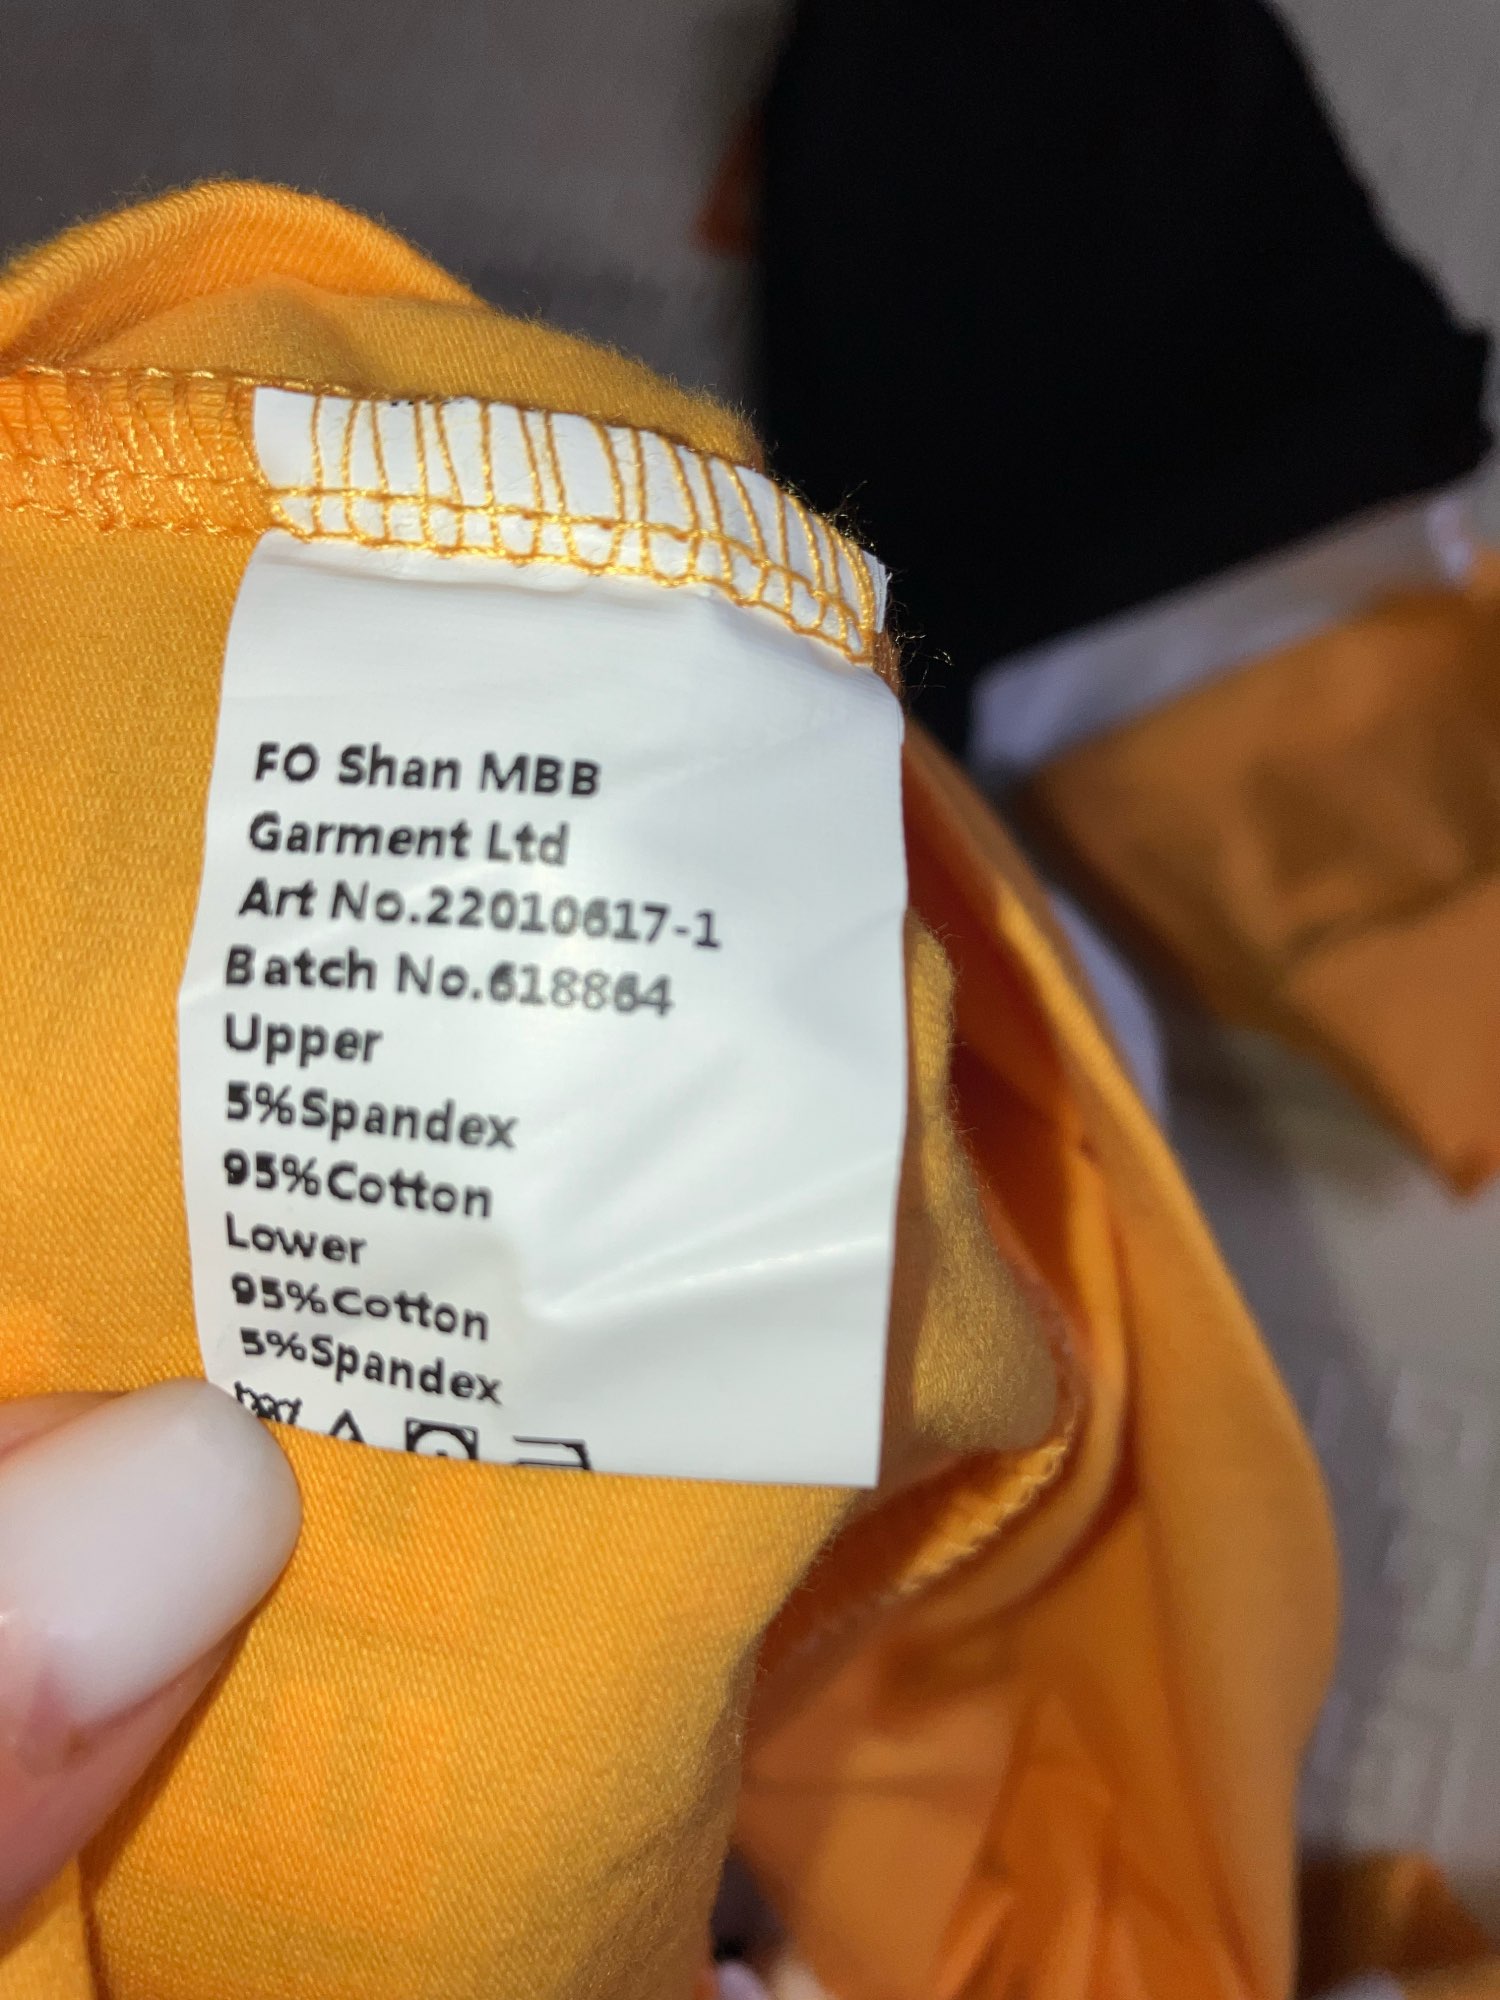 FO Shan MBB
Garment Ltd
Art No.22010617-1
Batch No.618864
Upper
5%Spandex
95%Cotton
Lower
95%Cotton
5%Spandex